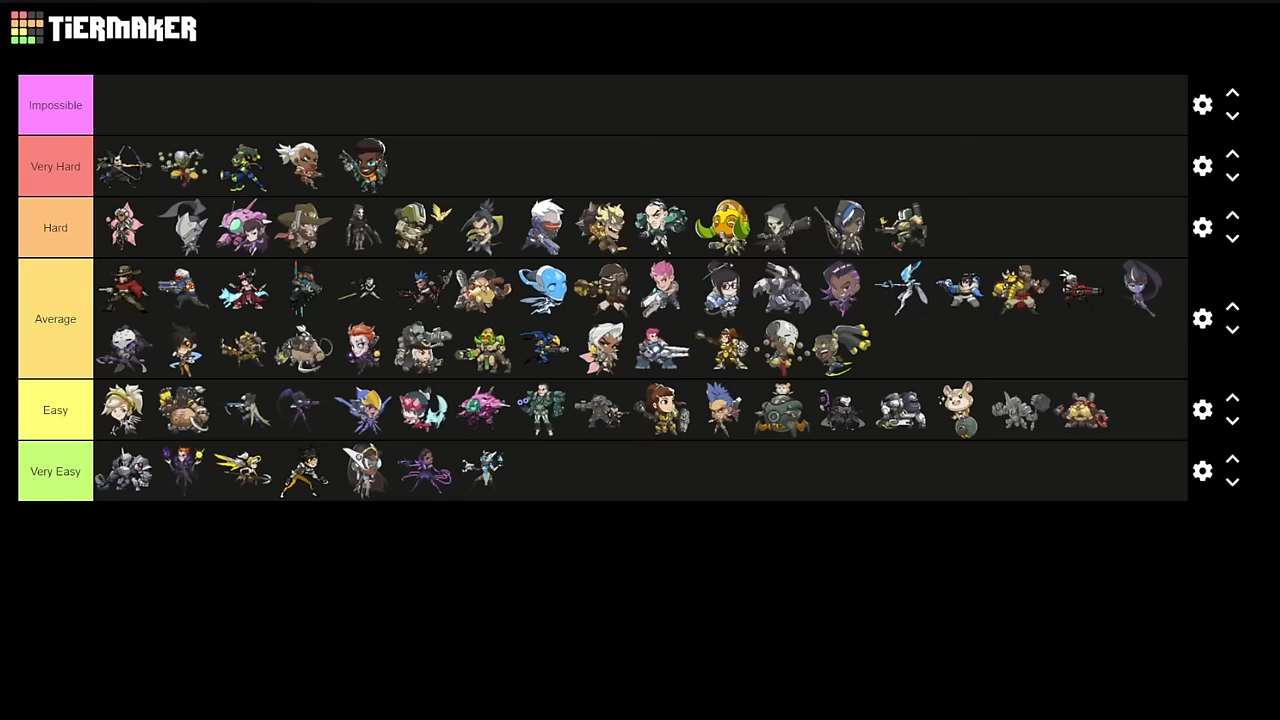 TIERMAKER
Impossible
Very Hard
Hard
Average
Easy
Very Easy